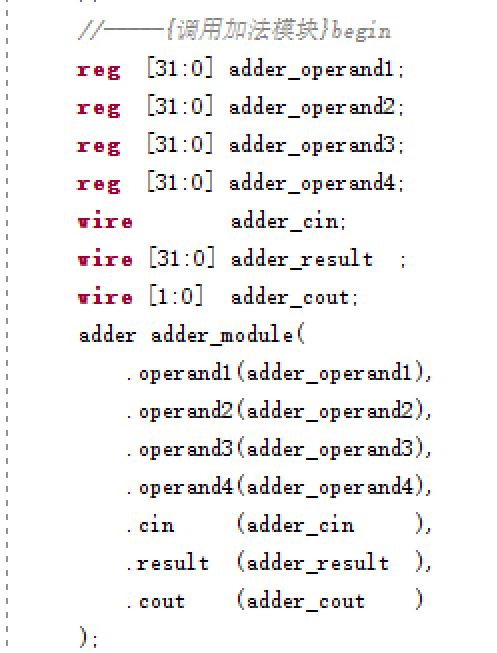 //-----{调用加法模块}begin
reg  [31:0] adder_operand1;
reg  [31:0] adder_operand2;
reg  [31:0] adder_operand3;
reg  [31:0] adder_operand4;
wire        adder_cin;
wire [31:0] adder_result  ;
wire [1:0]  adder_cout;
adder adder_module(
    .operand1(adder_operand1),
    .operand2(adder_operand2),
    .operand3(adder_operand3),
    .operand4(adder_operand4),
    .cin     (adder_cin     ),
    .result  (adder_result  ),
    .cout    (adder_cout    )
);